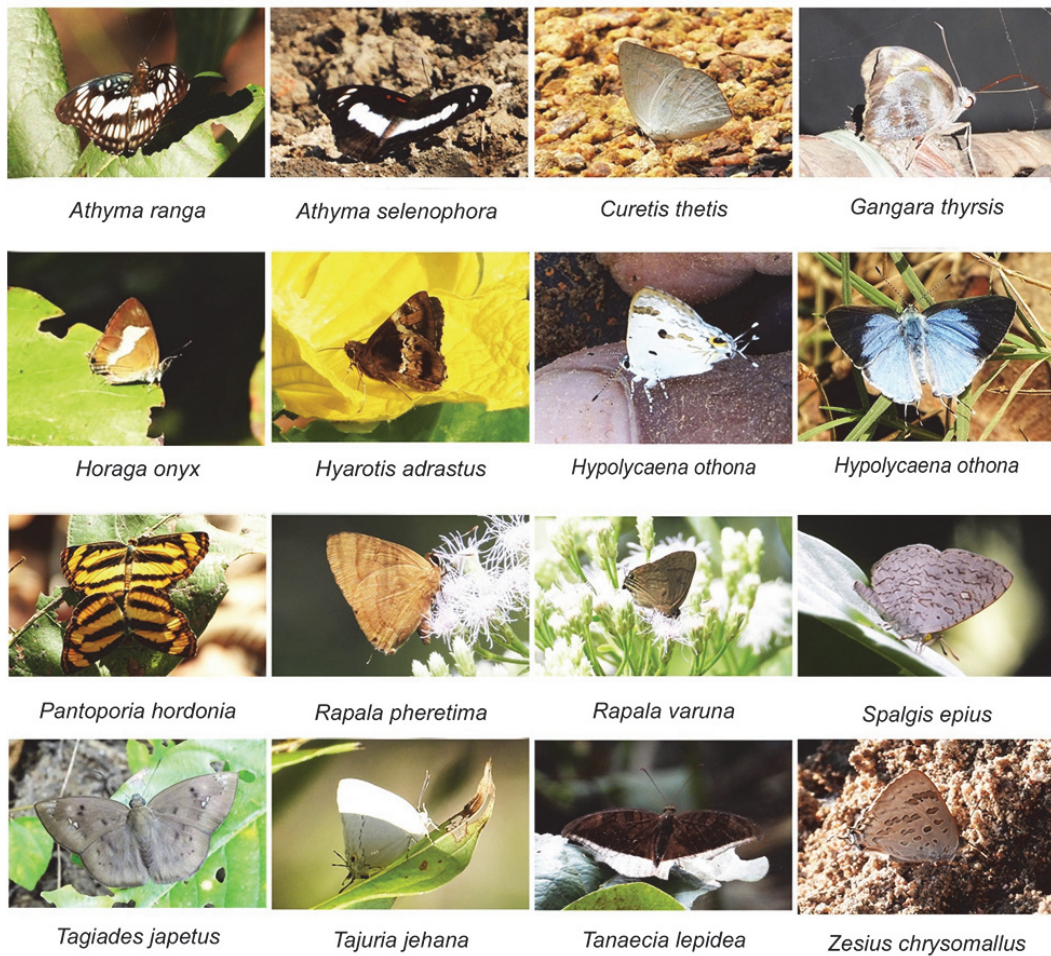 Athyma ranga
Athyma selenophora
Curetis thetis
Gangara thyrsis
Horaga onyx
Hyarotis adrastus
Hypolycaena othona
Hypolycaena othona
Pantoporia hordonia
Rapala pheretima
Rapala varuna
Spalgis epius
Tagiades japetus
Tajuria jehana
Tanaecia lepidea
Zesius chrysomallus